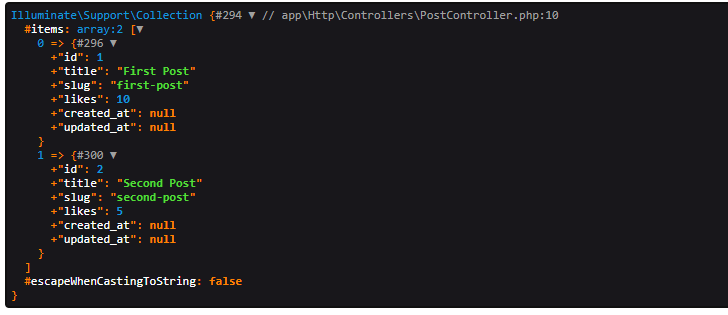 Illuminate\Support\Collection {#294 ▼ // app\Http\Controllers\PostController.php:10
#items: array:2 [▼
0 => {#296 ▼
+"id": 1
+"title": "First Post"
+"slug": "first-post"
+"likes": 10
+"created_at": null
+"updated_at": null
}
1 => {#300 ▼
+"id": 2
+"title": "Second Post"
+"slug": "second-post"
+"likes": 5
+"created_at": null
+"updated_at": null
}
]
#escapeWhenCastingToString: false
}